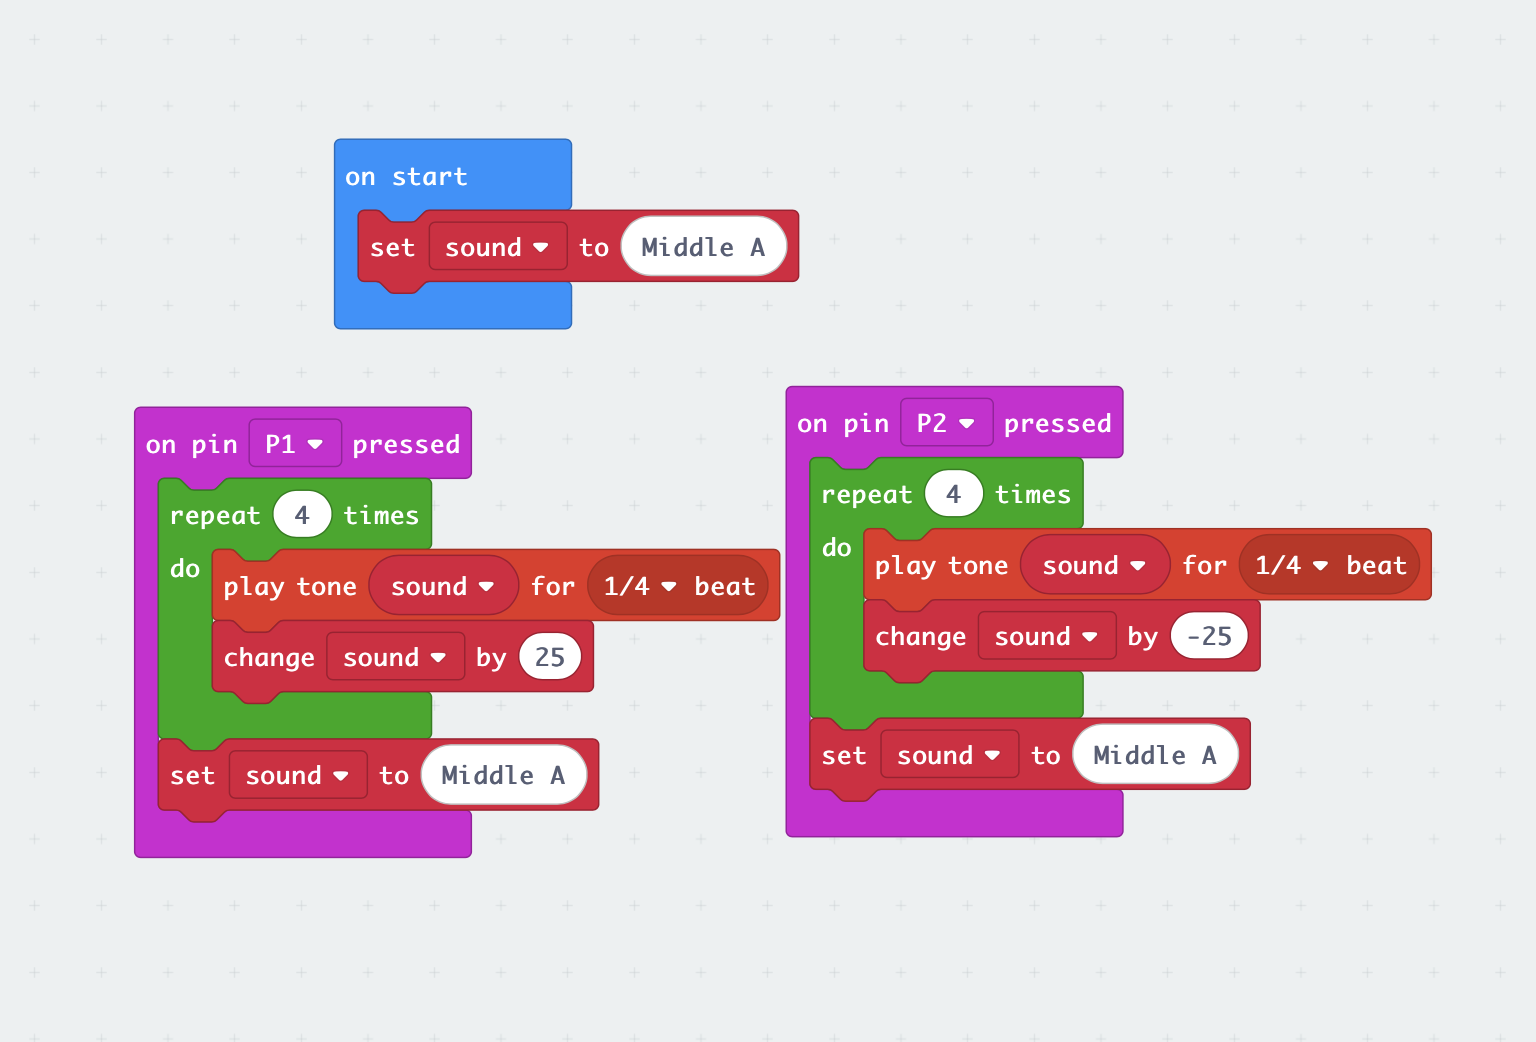 on start
set sound to Middle A
on pin P1 pressed
repeat 4 times
do
play tone sound for 1/4 beat
change sound by 25
set sound to Middle A
on pin P2 pressed
repeat 4 times
do
play tone sound for 1/4 beat
change sound by -25
set sound to Middle A